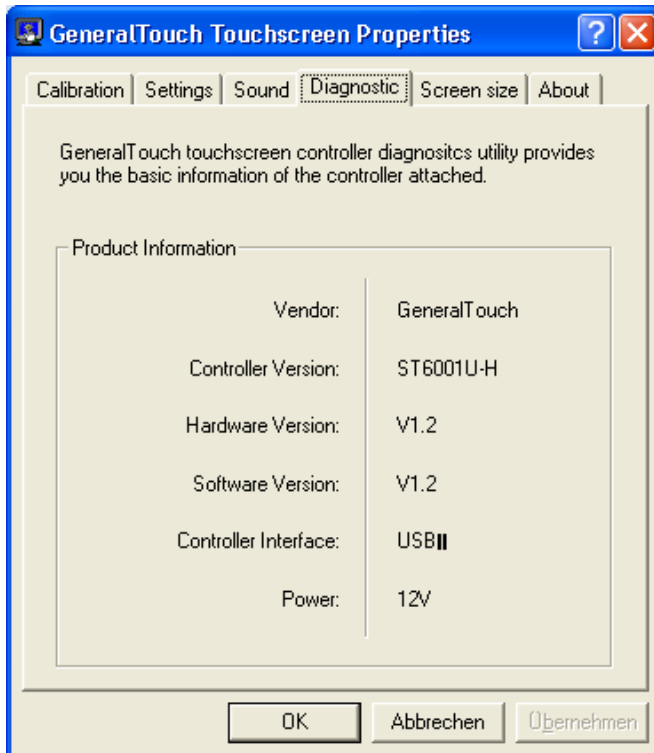 GeneralTouch Touchscreen Properties
Calibration Settings Sound Diagnostic Screen size About
GeneralTouch touchscreen controller diagnositcs utility provides
you the basic information of the controller attached.
Product Information
Vendor: GeneralTouch
Controller Version: ST6001U-H
Hardware Version: V1.2
Software Version: V1.2
Controller Interface: USB
Power: 12V
OK Abbrechen Übernehmen